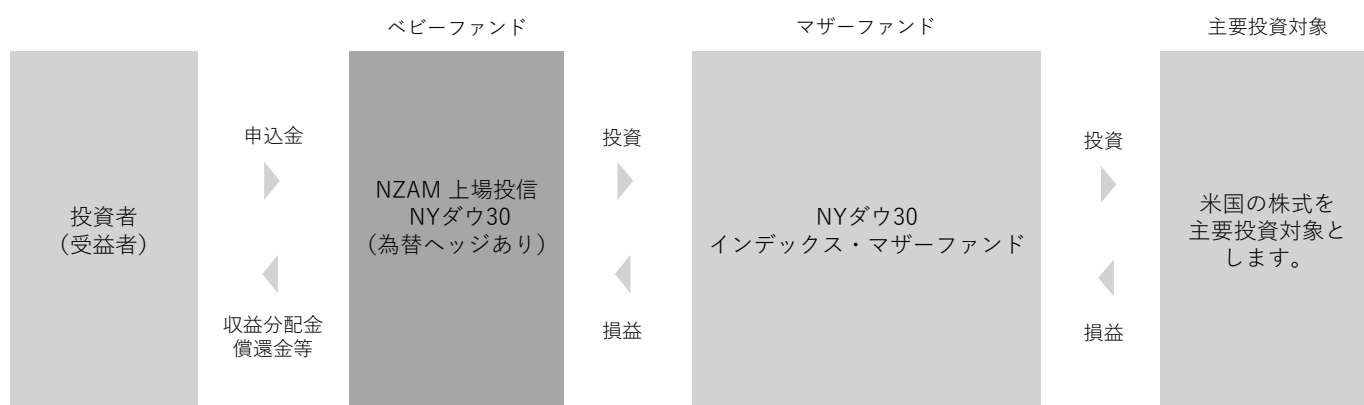 ベビーファンド
マザーファンド
主要投資対象
投資者
（受益者）
申込金
収益分配金
償還金等
NZAM 上場投信
NYダウ30
（為替ヘッジあり）
投資
損益
NYダウ30
インデックス・マザーファンド
投資
損益
米国の株式を
主要投資対象と
します。